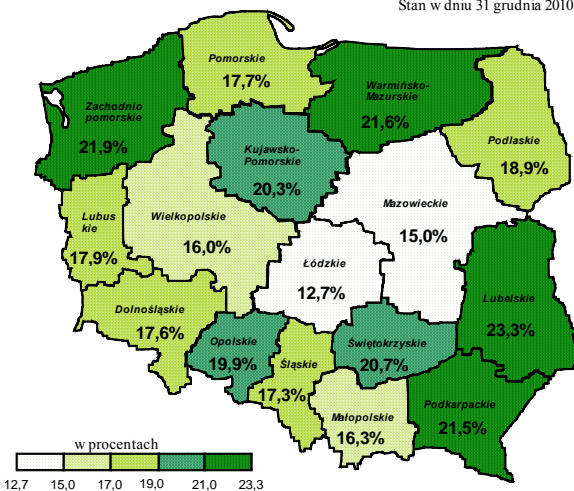 Stan w dniu 31 grudnia 2010
Pomorskie
17,7%
Warmińsko-
Mazurskie
21,6%
Zachodnio
pomorskie
21,9%
Podlaskie
18,9%
Kujawsko-
Pomorskie
20,3%
Mazowieckie
15,0%
Lubus
kie
17,9%
Wielkopolskie
16,0%
Łódzkie
12,7%
Lubelskie
23,3%
Dolnośląskie
17,6%
Opolskie
19,9%
Śląskie
17,3%
Świętokrzyskie
20,7%
Małopolskie
16,3%
Podkarpackie
21,5%
w procentach
12,7 15,0 17,0 19,0 21,0 23,3